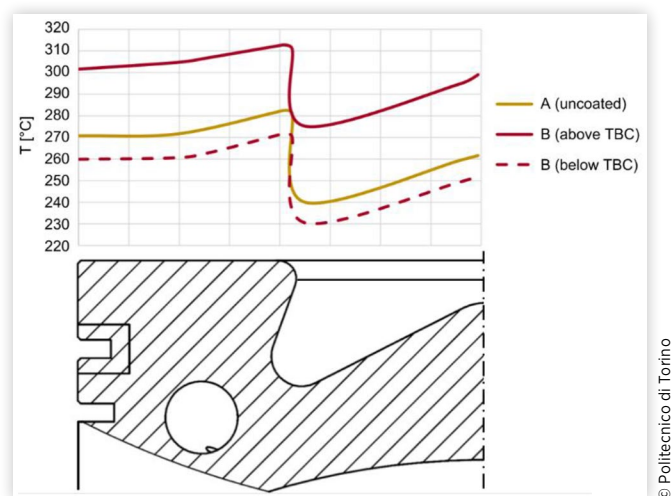 320
310
300
290
280
270
260
250
240
230
220
T [°C]
A (uncoated)
B (above TBC)
B (below TBC)
© Politecnico di Torino